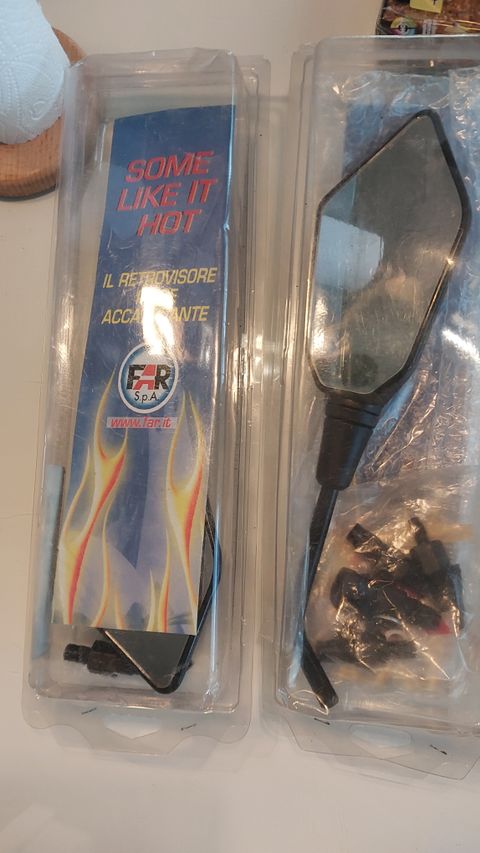 SOME
LIKE IT
HOT
IL RETROVISORE
FAR
S.p.A.
www.far.it